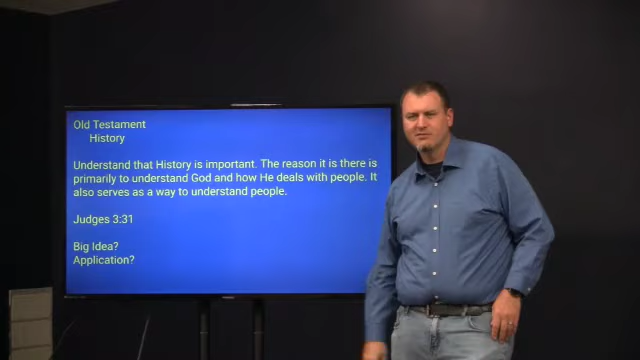 Old Testament
History
Understand that History is important. The reason it is there is
primarily to understand God and how He deals with people. It
also serves as a way to understand people.
Judges 3:31
Big Idea?
Application?